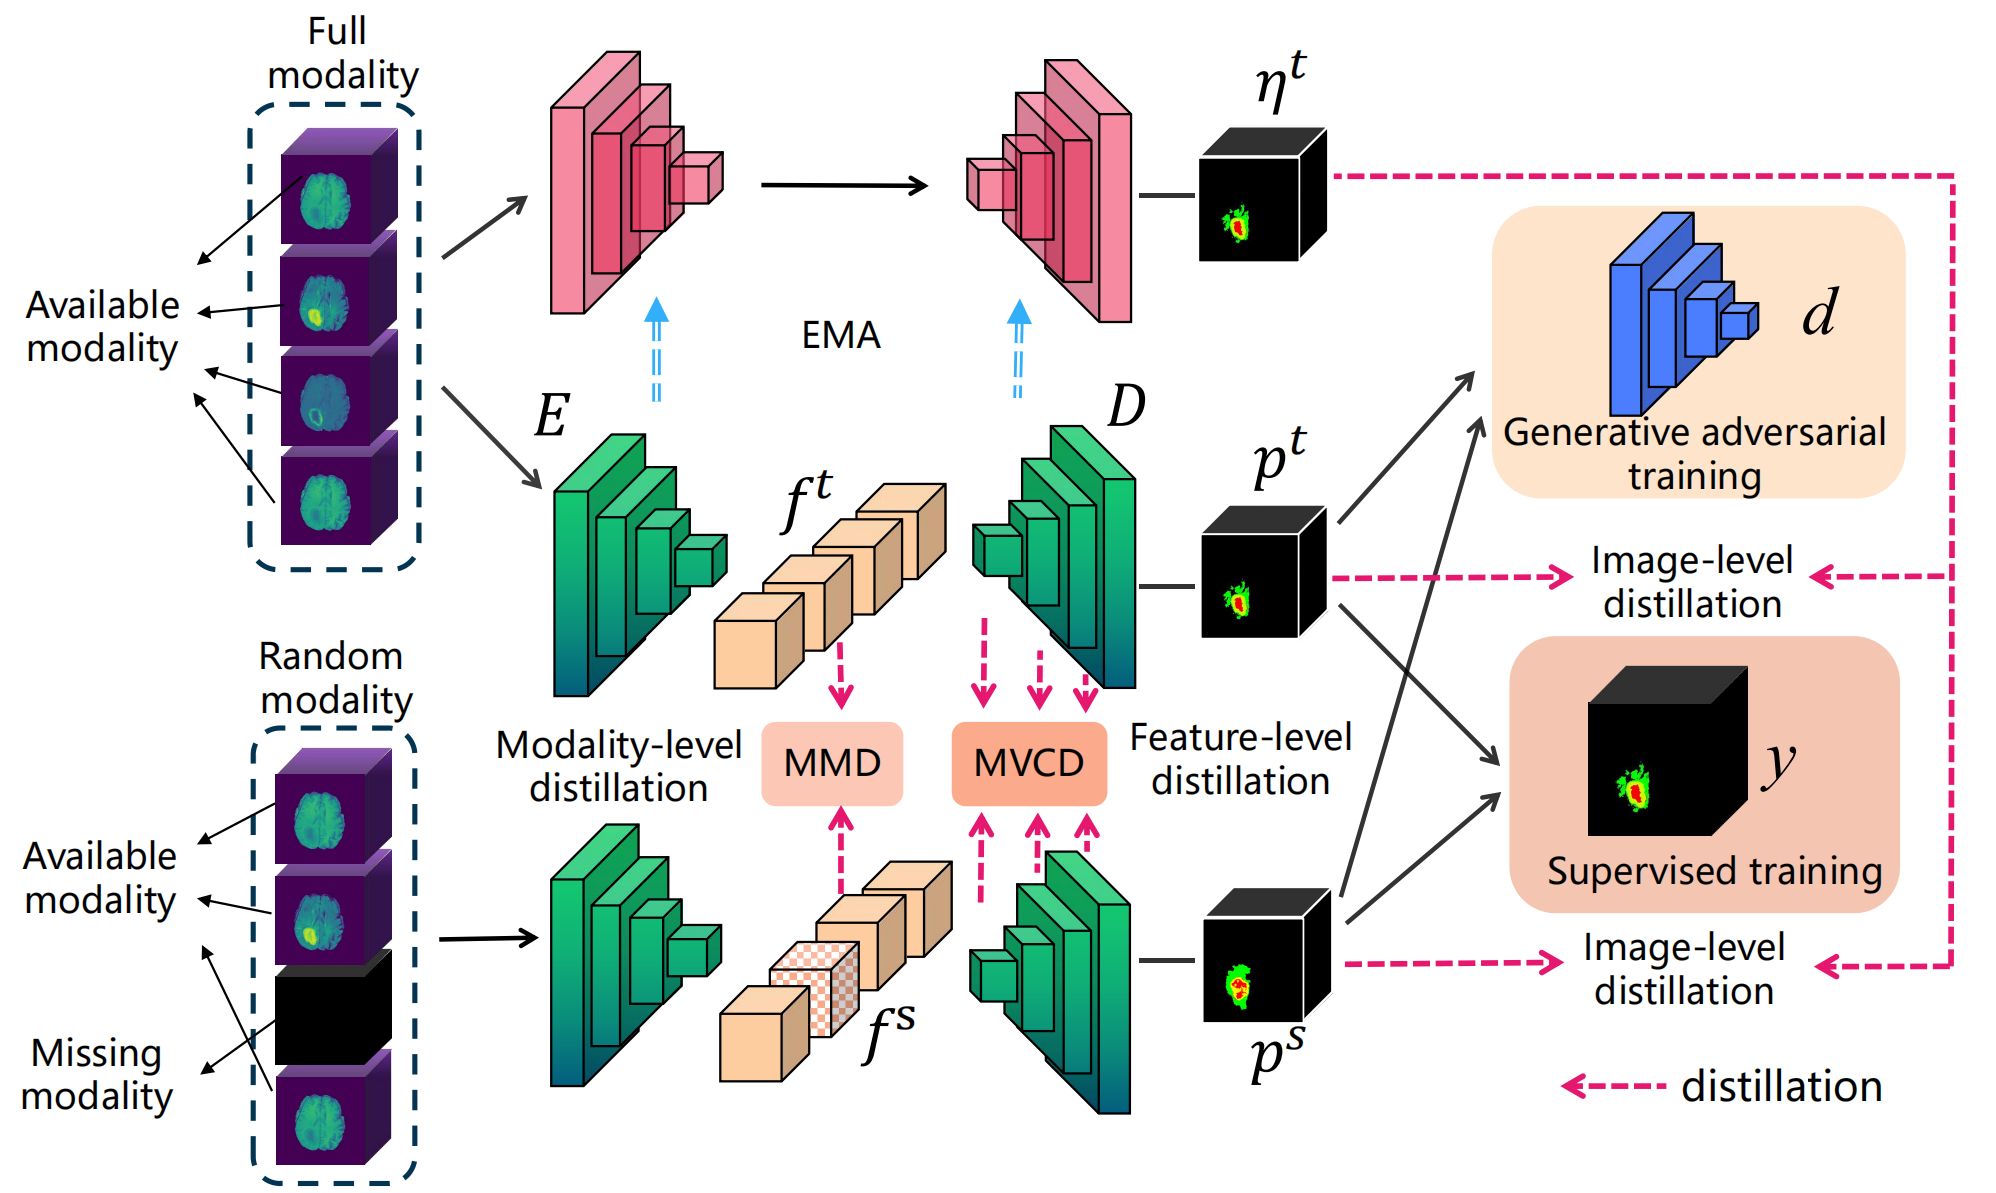 Full
modality
η^t
Available
modality
EMA
d
E
D
Generative adversarial
training
f^t
p^t
Image-level
distillation
Random
modality
Modality-level
distillation
MMD
MVCD
Feature-level
distillation
y
Supervised training
Available
modality
Image-level
distillation
f^s
p^s
Missing
modality
distillation